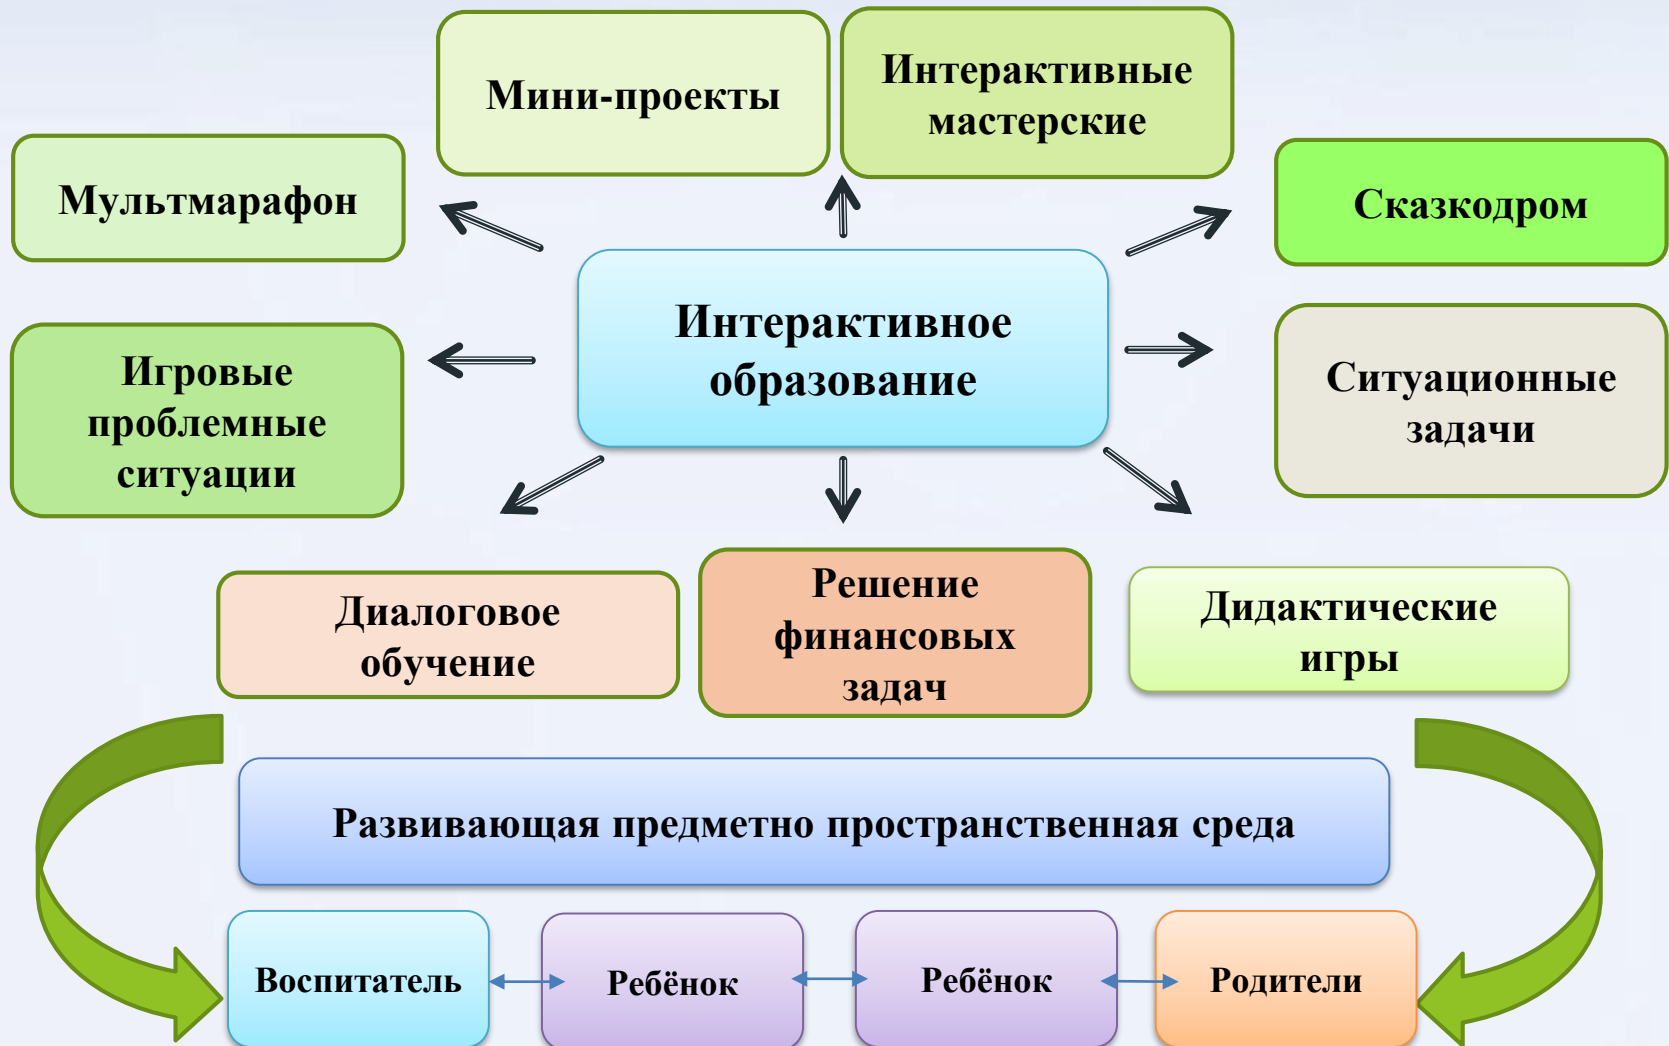 Мини-проекты
Интерактивные
мастерские
Мультмарафон
Сказкодром
Интерактивное
образование
Игровые
проблемные
ситуации
Ситуационные
задачи
Диалоговое
обучение
Решение
финансовых
задач
Дидактические
игры
Развивающая предметно пространственная среда
Воспитатель
Ребёнок
Ребёнок
Родители